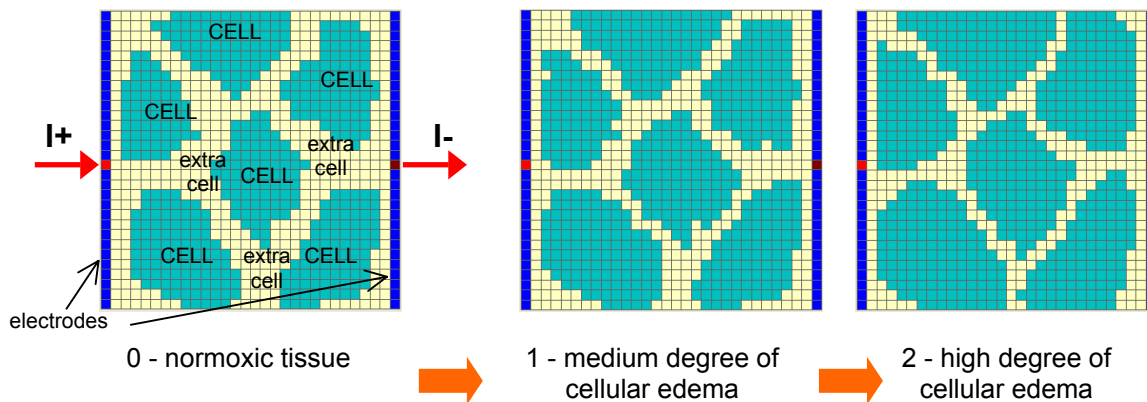 CELL
CELL
CELL
I+
I-
extra
cell
extra
cell
CELL
CELL
extra
cell
CELL
electrodes
0 - normoxic tissue
1 - medium degree of
cellular edema
2 - high degree of
cellular edema